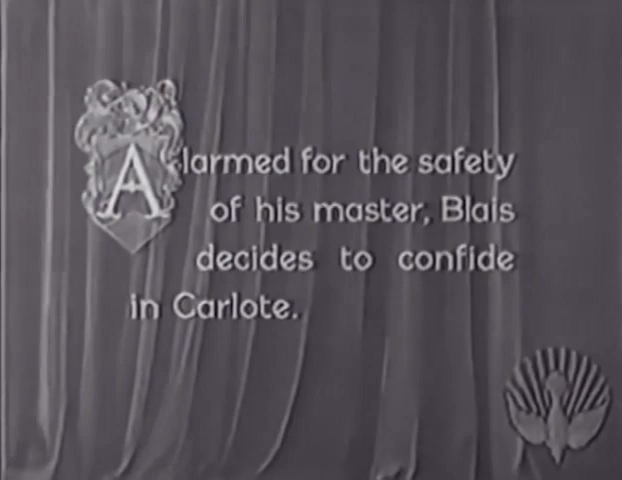 Alarmed for the safety
of his master, Blais
decides to confide
in Carlote.